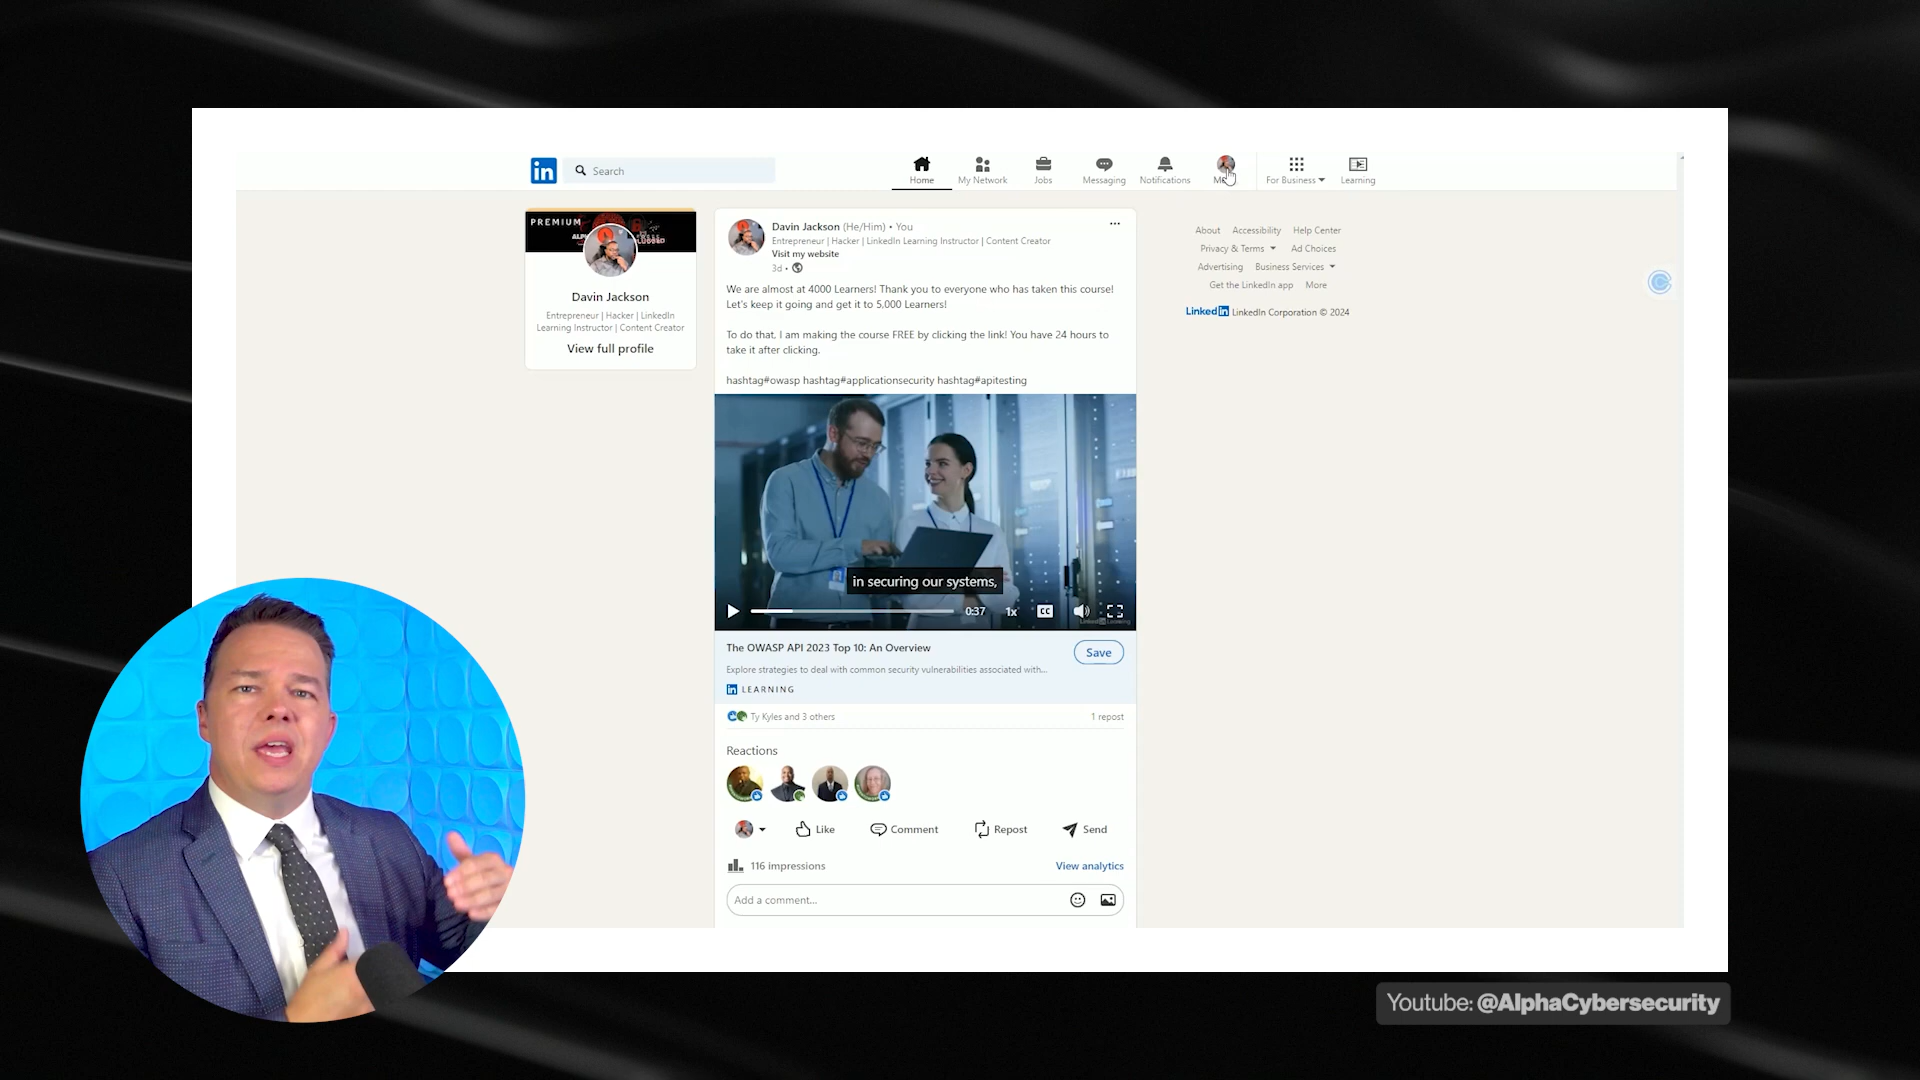 in
Search
Home
My Network
Jobs
Messaging
Notifications
For Business
Learning
PREMIUM
Davin Jackson
Entrepreneur | Hacker | LinkedIn
Learning Instructor | Content Creator
View full profile
Davin Jackson (He/Him) • You
Entrepreneur | Hacker | LinkedIn Learning Instructor | Content Creator
Visit my website
3d •
We are almost at 4000 Learners! Thank you to everyone who has taken this course!
Let's keep it going and get it to 5,000 Learners!
To do that, I am making the course FREE by clicking the link! You have 24 hours to
take it after clicking.
hashtag#owasp hashtag#applicationsecurity hashtag#apitesting
in securing our systems,
0:37
1x
CC
LinkedIn Learning
The OWASP API 2023 Top 10: An Overview
Save
Explore strategies to deal with common security vulnerabilities associated with...
in LEARNING
Ty Kyles and 3 others
1 repost
Reactions
Like
Comment
Repost
Send
116 impressions
View analytics
Add a comment...
About
Accessibility
Help Center
Privacy & Terms
Ad Choices
Advertising
Business Services
Get the LinkedIn app
More
LinkedIn LinkedIn Corporation © 2024
Youtube: @AlphaCybersecurity